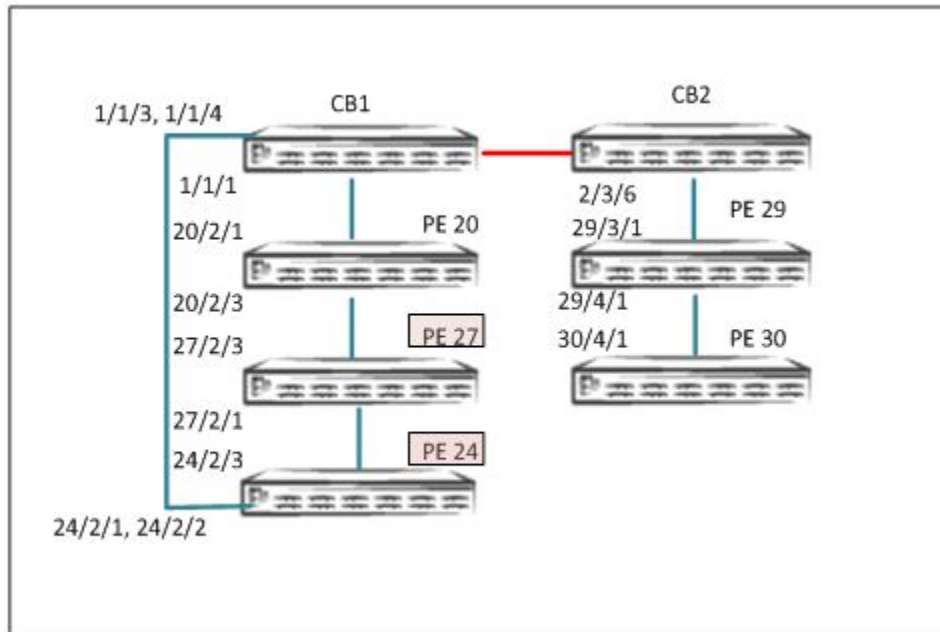 CB1
CB2
1/1/3, 1/1/4
1/1/1
2/3/6
PE 29
20/2/1
PE 20
29/3/1
20/2/3
29/4/1
PE 27
27/2/3
30/4/1
PE 30
27/2/1
24/2/3
PE 24
24/2/1, 24/2/2